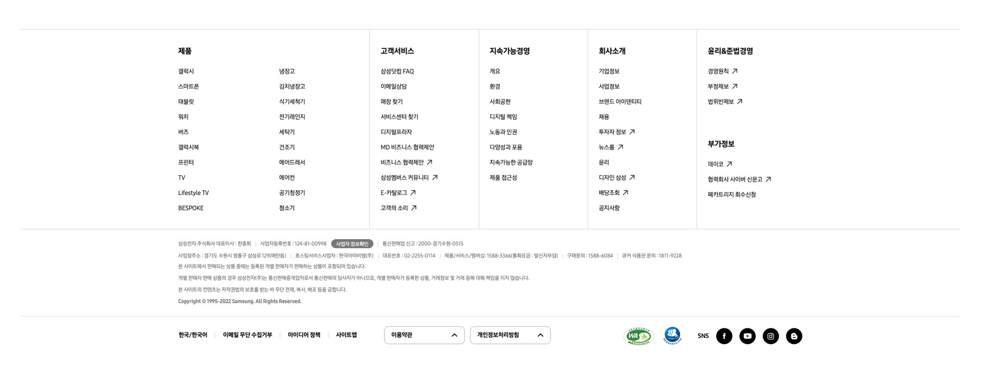 제품
갤럭시
스마트폰
태블릿
워치
버즈
갤럭시북
프린터
TV
Lifestyle TV
BESPOKE
냉장고
김치냉장고
식기세척기
전기레인지
세탁기
건조기
에어드레서
에어컨
공기청정기
청소기
고객서비스
삼성닷컴 FAQ
이메일상담
매장 찾기
서비스센터 찾기
디지털프라자
MD 비즈니스 협력제안
비즈니스 협력제안
삼성멤버스 커뮤니티
E-카탈로그
고객의 소리
지속가능경영
개요
환경
사회공헌
디지털 책임
노동과 인권
다양성과 포용
지속가능한 공급망
제품 접근성
회사소개
기업정보
사업정보
브랜드 아이덴티티
채용
투자자 정보
뉴스룸
윤리
디자인 삼성
배당조회
공지사항
윤리&준법경영
경영원칙
부정제보
법위반제보
부가정보
데이코
협력회사 사이버 신문고
폐카트리지 회수신청
삼성전자 주식회사 대표이사 : 한종희 | 사업자등록번호 : 124-81-00998 사업자 정보확인 | 통신판매업 신고 : 2000-경기수원-0515
사업장주소 : 경기도 수원시 영통구 삼성로 129(매탄동) | 호스팅서비스사업자 : 한국아이비엠(주) | 대표번호 : 02-2255-0114 | 제품/서비스/멤버십: 1588-3366(통화요금 : 발신자부담) | 구매문의 : 1588-6084 | 큐커 식품관 문의 : 1811-9228
본 사이트에서 판매되는 상품 중에는 등록된 개별 판매자가 판매하는 상품이 포함되어 있습니다.
개별 판매자 판매 상품의 경우 삼성전자(주)는 통신판매중개업자로서 통신판매의 당사자가 아니므로, 개별 판매자가 등록한 상품, 거래정보 및 거래 등에 대해 책임을 지지 않습니다.
본 사이트의 컨텐츠는 저작권법의 보호를 받는 바 무단 전재, 복사, 배포 등을 금합니다.
Copyright © 1995-2022 Samsung. All Rights Reserved.
한국/한국어 | 이메일 무단 수집거부 | 아이디어 정책 | 사이트맵
이용약관
개인정보처리방침
WA
WEB ACCESSIBILITY
SNS